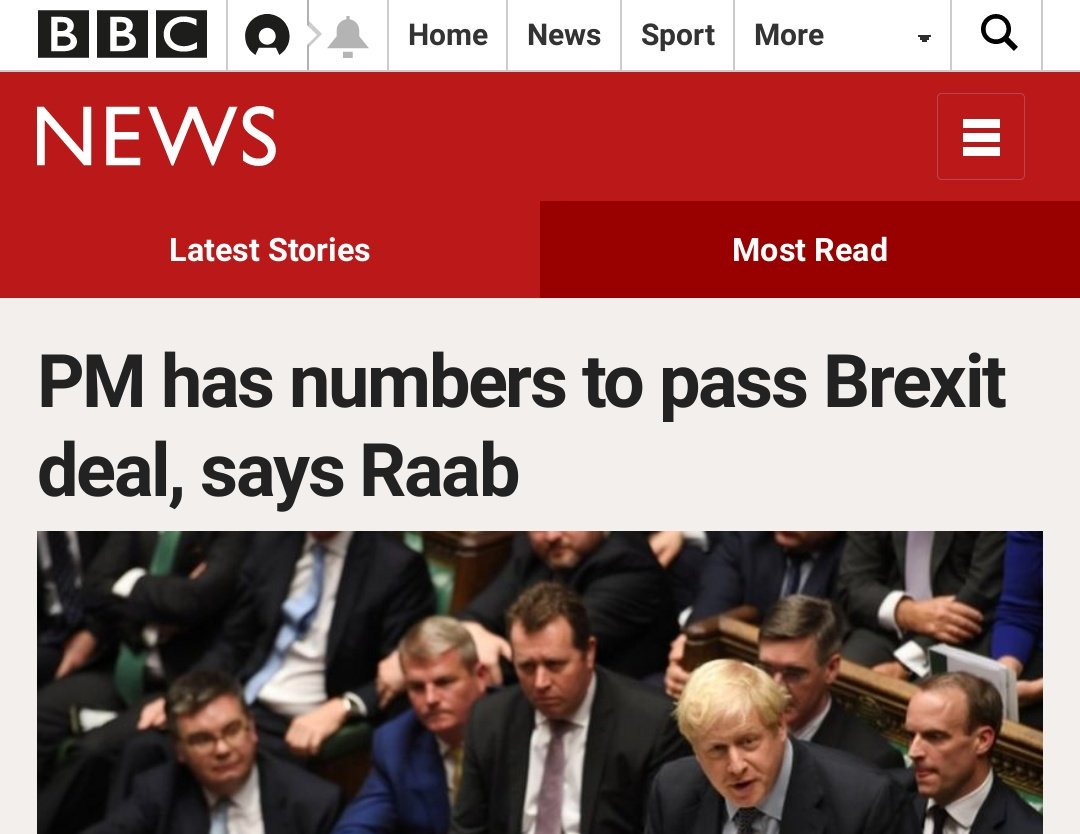 BBC Home News Sport More
NEWS
Latest Stories Most Read
PM has numbers to pass Brexit
deal, says Raab